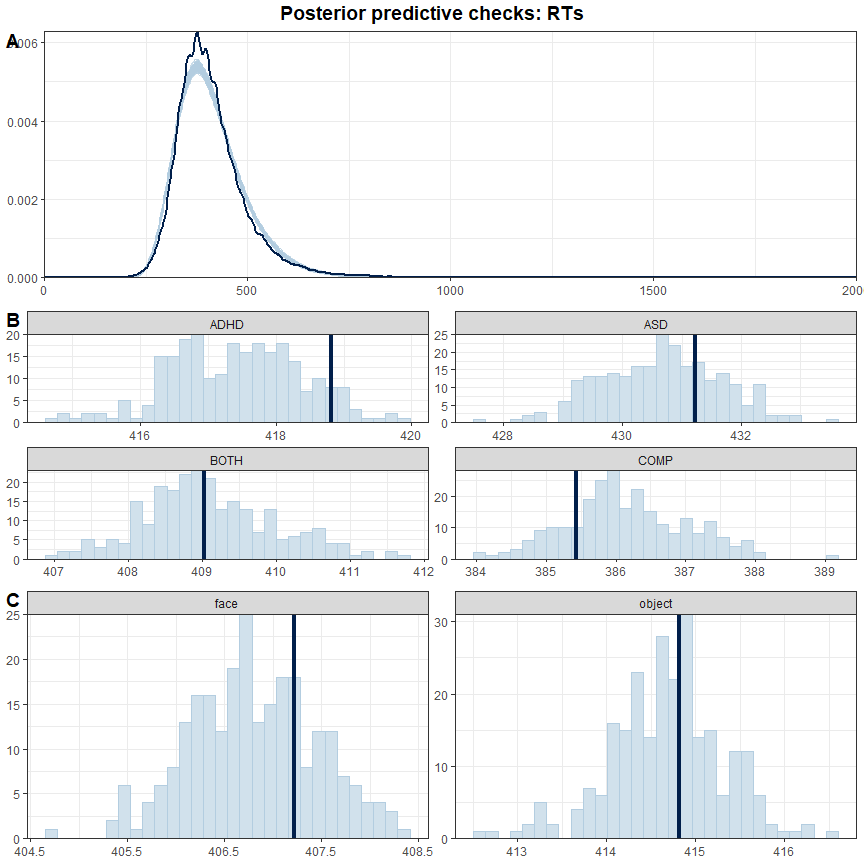 Posterior predictive checks: RTs
A
0.006
0.004
0.002
0.000
0 500 1000 1500 200
B
ADHD ASD
20
15
10
5
0
416 418 420
25
20
15
10
5
0
428 430 432
BOTH COMP
20
15
10
5
0
407 408 409 410 411 412
20
10
0
384 385 386 387 388 389
C
face object
25
20
15
10
5
0
404.5 405.5 406.5 407.5 408.5
30
20
10
0
413 414 415 416